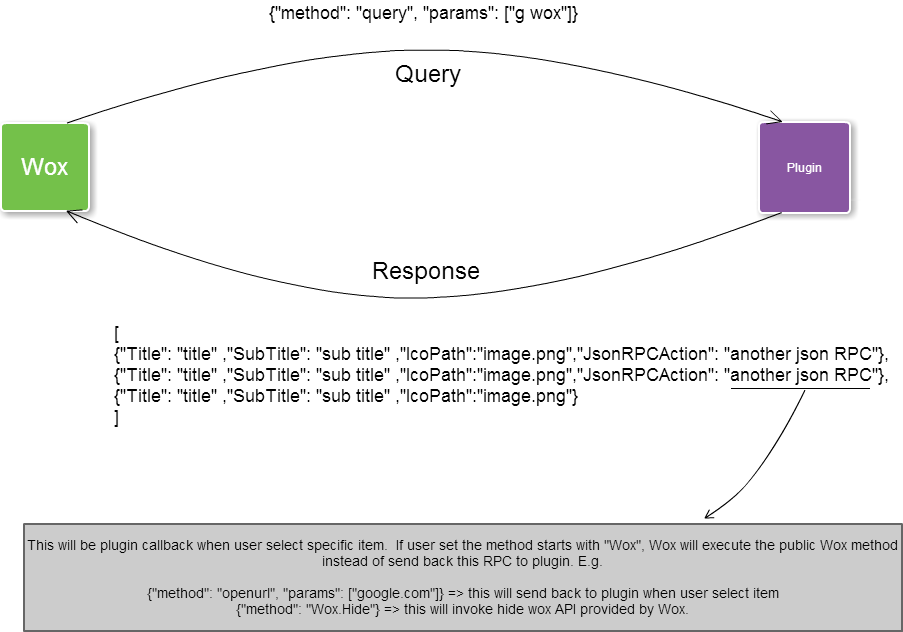 {"method": "query", "params": ["g wox"]}
Query
Wox
Plugin
Response
[
{"Title": "title" ,"SubTitle": "sub title" ,"IcoPath":"image.png","JsonRPCAction": "another json RPC"},
{"Title": "title" ,"SubTitle": "sub title" ,"IcoPath":"image.png","JsonRPCAction": "another json RPC"},
{"Title": "title" ,"SubTitle": "sub title" ,"IcoPath":"image.png"}
]
This will be plugin callback when user select specific item.  If user set the method starts with "Wox", Wox will execute the public Wox method
instead of send back this RPC to plugin. E.g.
{"method": "openurl", "params": ["google.com"]} => this will send back to plugin when user select item
{"method": "Wox.Hide"} => this will invoke hide wox API provided by Wox.